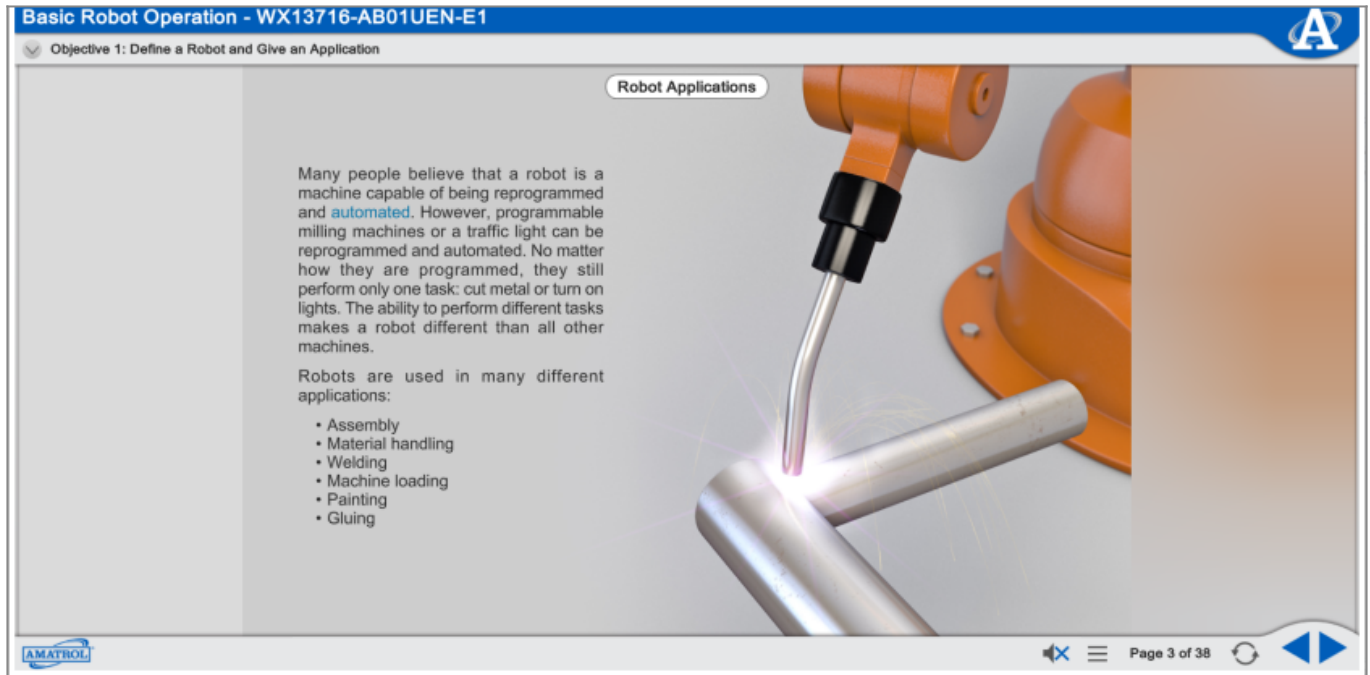 Basic Robot Operation - WX13716-AB01UEN-E1
A
Objective 1: Define a Robot and Give an Application
Robot Applications
Many people believe that a robot is a
machine capable of being reprogrammed
and automated. However, programmable
milling machines or a traffic light can be
reprogrammed and automated. No matter
how they are programmed, they still
perform only one task: cut metal or turn on
lights. The ability to perform different tasks
makes a robot different than all other
machines.
Robots are used in many different
applications:
• Assembly
• Material handling
• Welding
• Machine loading
• Painting
• Gluing
AMATROL
Page 3 of 38